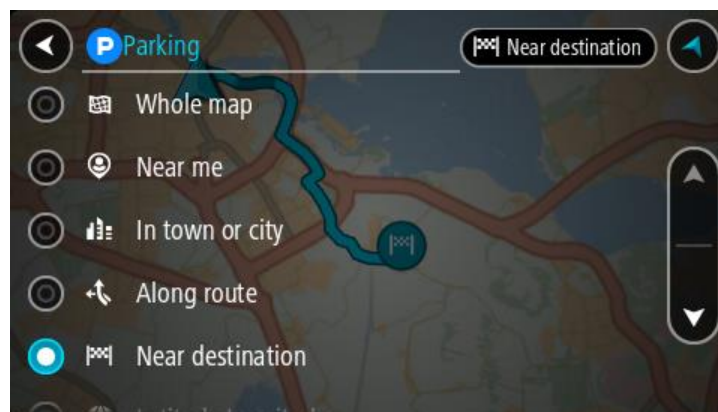 P Parking
Near destination
Whole map
Near me
In town or city
Along route
Near destination